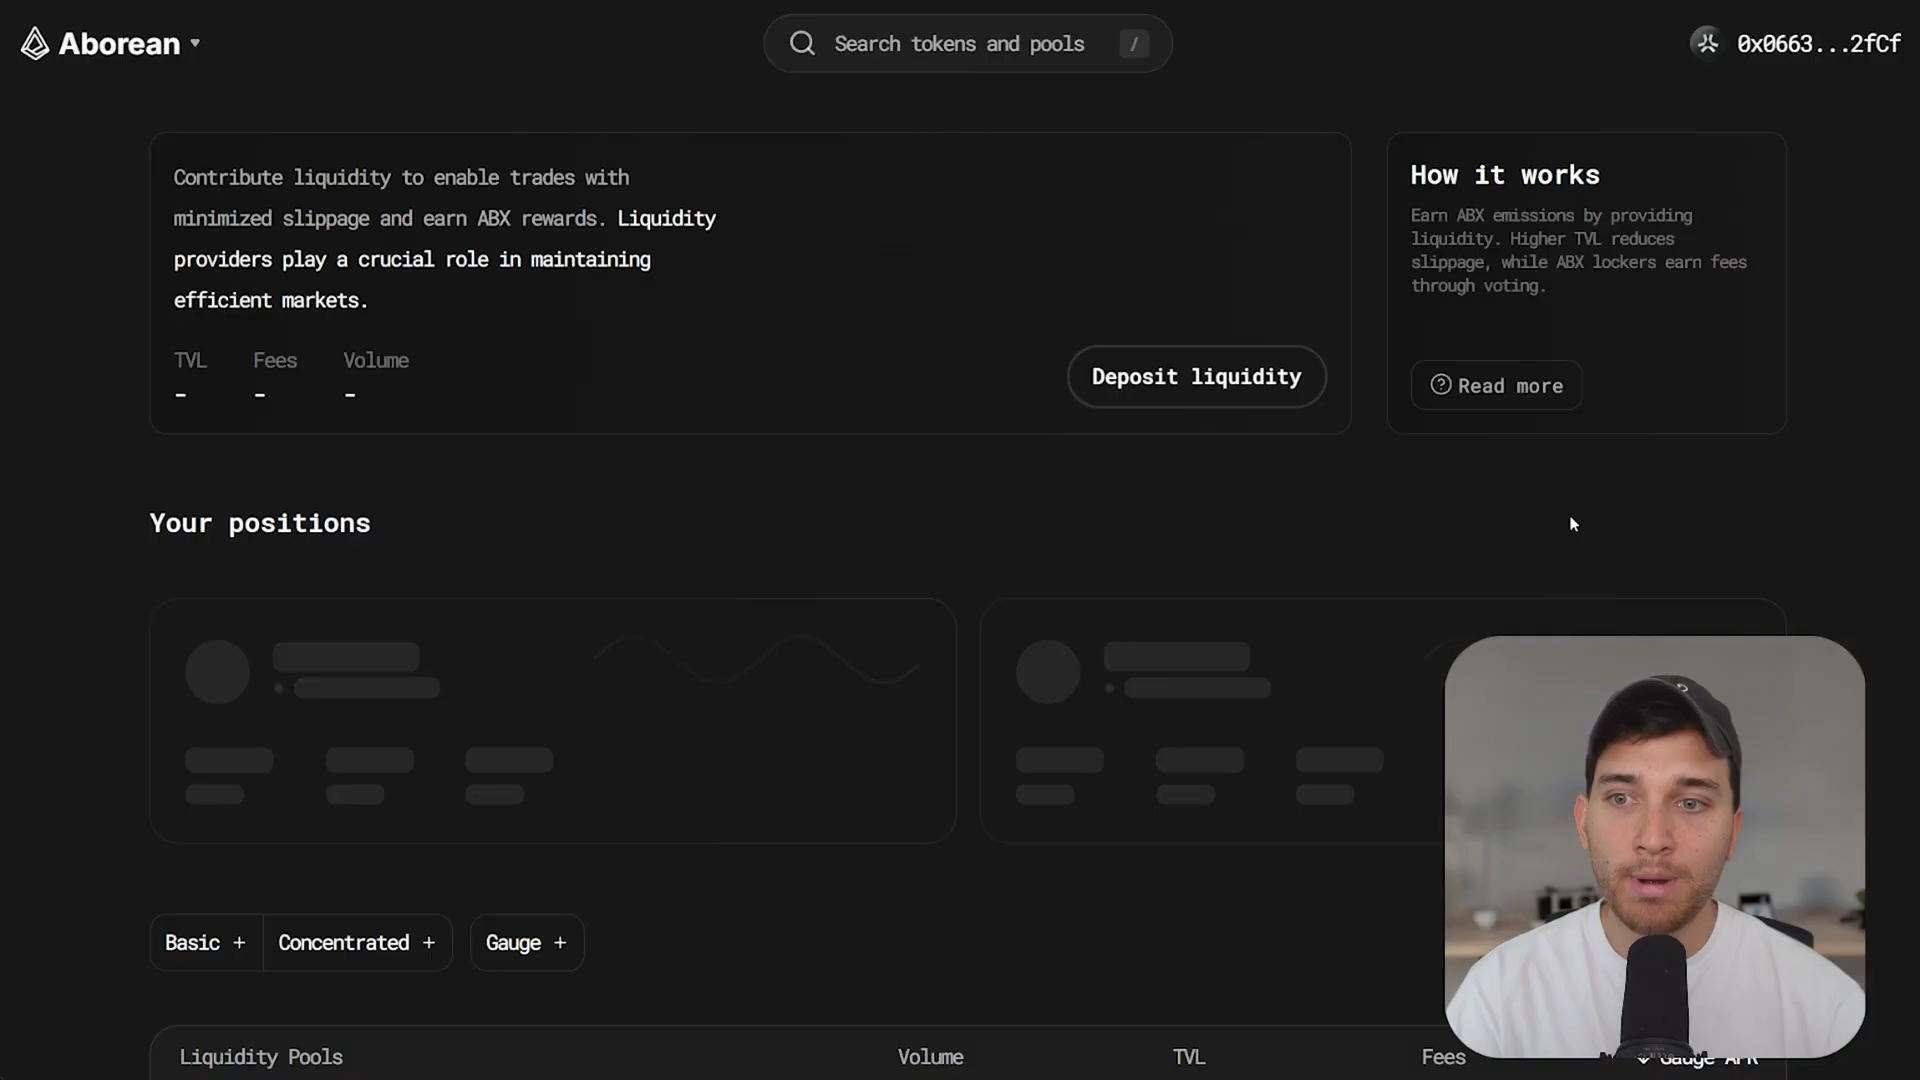 Aborean
Search tokens and pools /
0x0663...2fCf
Contribute liquidity to enable trades with
minimized slippage and earn ABX rewards. Liquidity
providers play a crucial role in maintaining
efficient markets.
TVL Fees Volume
- - -
Deposit liquidity
How it works
Earn ABX emissions by providing
liquidity. Higher TVL reduces
slippage, while ABX lockers earn fees
through voting.
Read more
Your positions
Basic + Concentrated + Gauge +
Liquidity Pools Volume TVL Fees Gauge APR